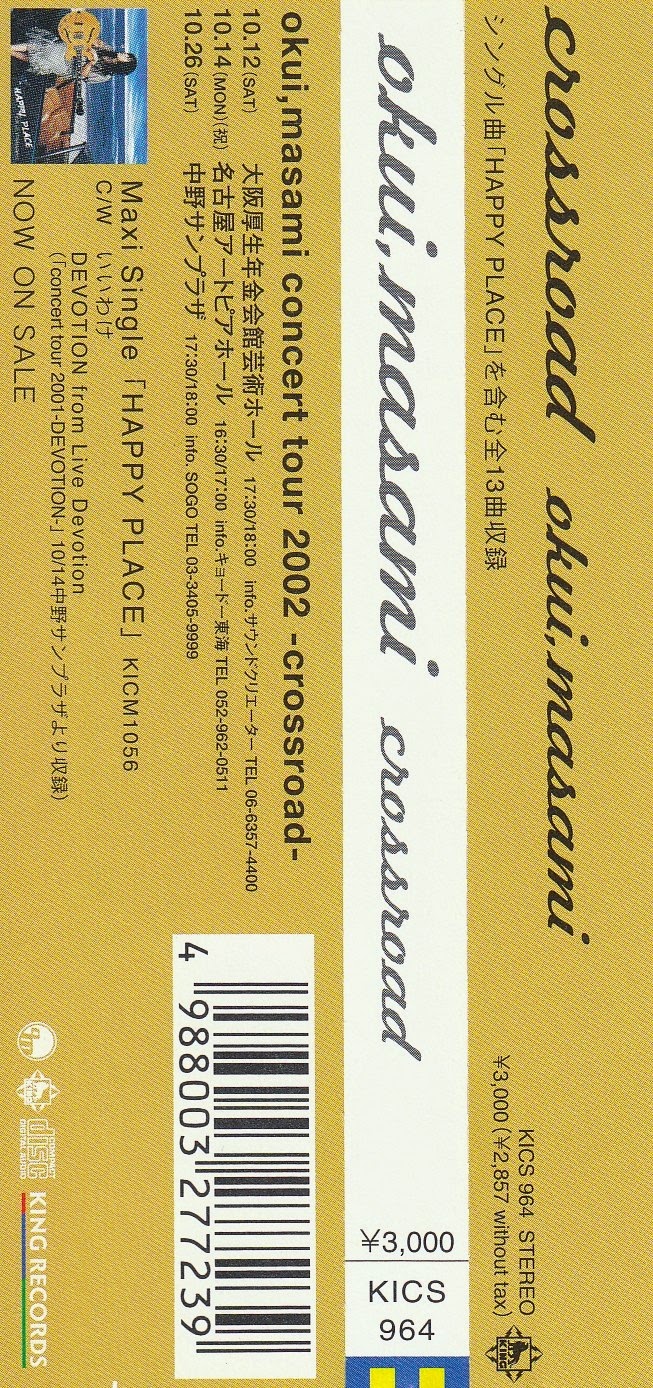 crossroad okui,masami
シングル曲「HAPPY PLACE」を含む全13曲収録
KICS 964 STEREO
¥3,000 (¥2,857 without tax)
KING
okui,masami crossroad
¥3,000
KICS
964
okui,masami concert tour 2002 -crossroad-
10.12(SAT) 大阪厚生年金会館芸術ホール 17:30/18:00 info.サウンドクリエーター TEL 06-6357-4400
10.14(MON)(祝) 名古屋アートピアホール 16:30/17:00 info.キョードー東海 TEL 052-962-0511
10.26(SAT) 中野サンプラザ 17:30/18:00 info. SOGO TEL 03-3405-9999
4 988003 277239
HAPPY PLACE
Maxi Single「HAPPY PLACE」KICM1056
C/W いいわけ
DEVOTION from Live Devotion
(「concert tour 2001-DEVOTION-」10/14中野サンプラザより収録)
NOW ON SALE
KING
COMPACT
disc
DIGITAL AUDIO
KING RECORDS